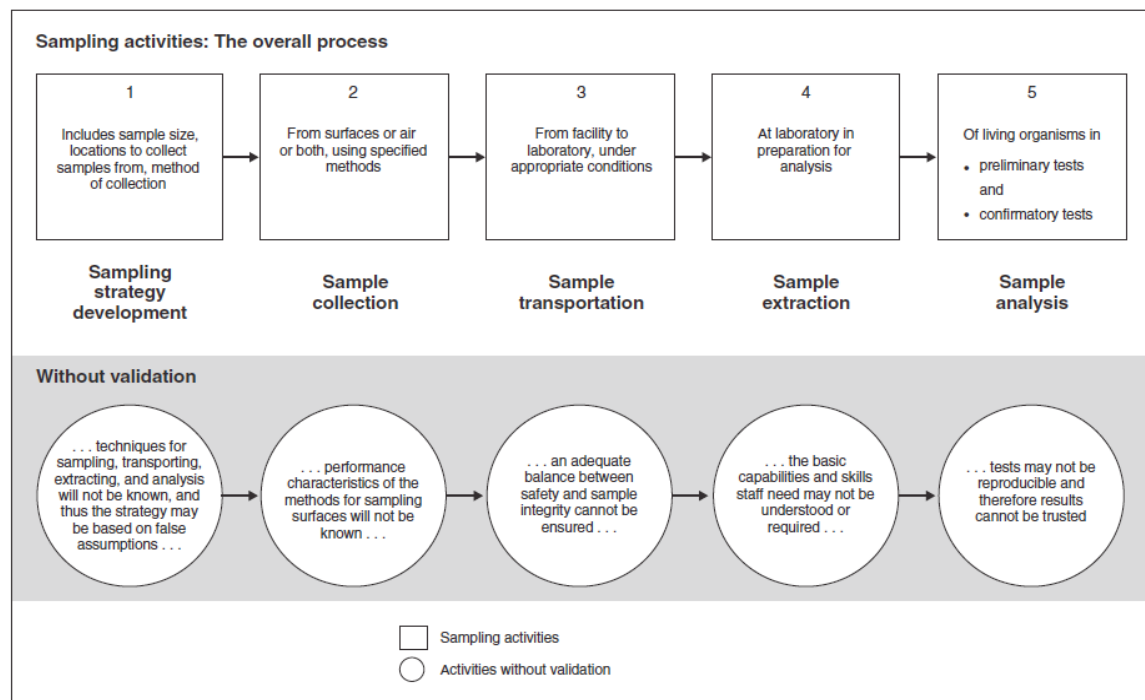 Sampling activities: The overall process
1
Includes sample size,
locations to collect
samples from, method
of collection
2
From surfaces or air
or both, using specified
methods
3
From facility to
laboratory, under
appropriate conditions
4
At laboratory in
preparation for
analysis
5
Of living organisms in
• preliminary tests
and
• confirmatory tests
Sampling
strategy
development
Sample
collection
Sample
transportation
Sample
extraction
Sample
analysis
Without validation
. . . techniques for
sampling, transporting,
extracting, and analysis
will not be known, and
thus the strategy may
be based on false
assumptions . . .
. . . performance
characteristics of the
methods for sampling
surfaces will not be
known . . .
. . . an adequate
balance between
safety and sample
integrity cannot be
ensured . . .
. . . the basic
capabilities and skills
staff need may not be
understood or
required . . .
. . . tests may not be
reproducible and
therefore results
cannot be trusted
Sampling activities
Activities without validation